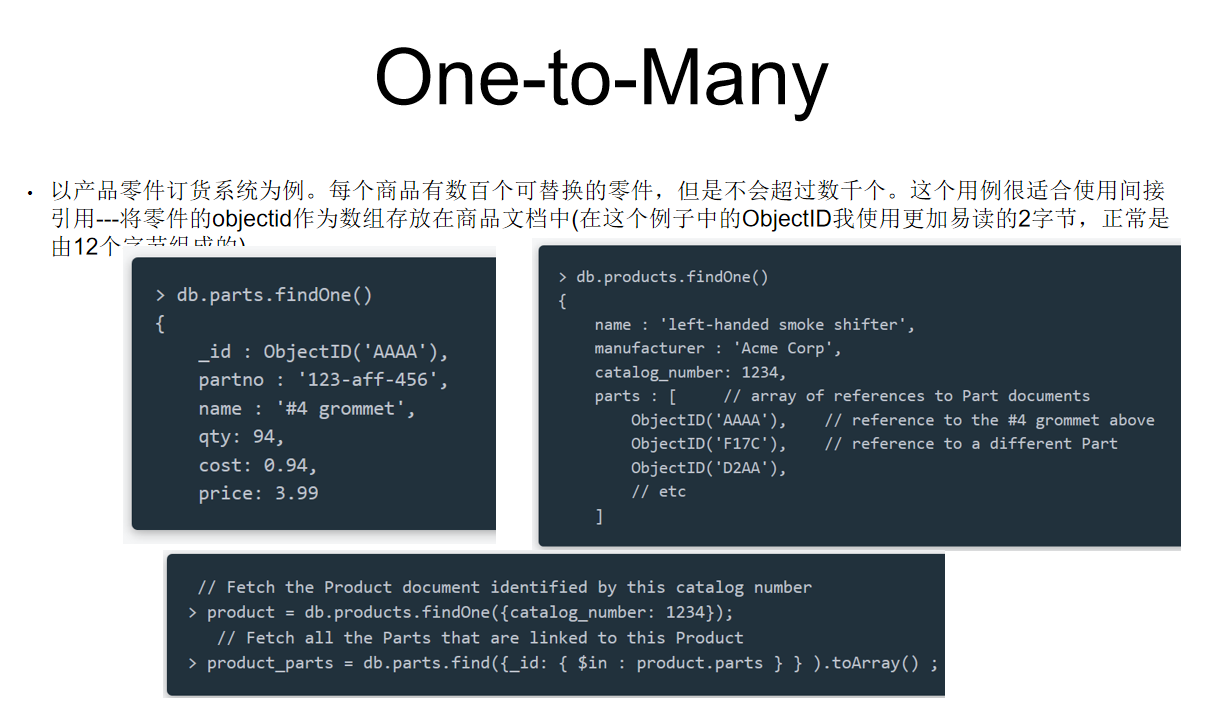 One-to-Many
• 以产品零件订货系统为例。每个商品有数百个可替换的零件，但是不会超过数千个。这个用例很适合使用间接
引用---将零件的objectid作为数组存放在商品文档中(在这个例子中的ObjectID我使用更加易读的2字节，正常是
由12个字节组成的)
> db.parts.findOne()
{
_id : ObjectID('AAAA'),
partno : '123-aff-456',
name : '#4 grommet',
qty: 94,
cost: 0.94,
price: 3.99
> db.products.findOne()
{
name : 'left-handed smoke shifter',
manufacturer : 'Acme Corp',
catalog_number: 1234,
parts : [     // array of references to Part documents
ObjectID('AAAA'),    // reference to the #4 grommet above
ObjectID('F17C'),    // reference to a different Part
ObjectID('D2AA'),
// etc
]
// Fetch the Product document identified by this catalog number
> product = db.products.findOne({catalog_number: 1234});
// Fetch all the Parts that are linked to this Product
> product_parts = db.parts.find({_id: { $in : product.parts } } ).toArray() ;